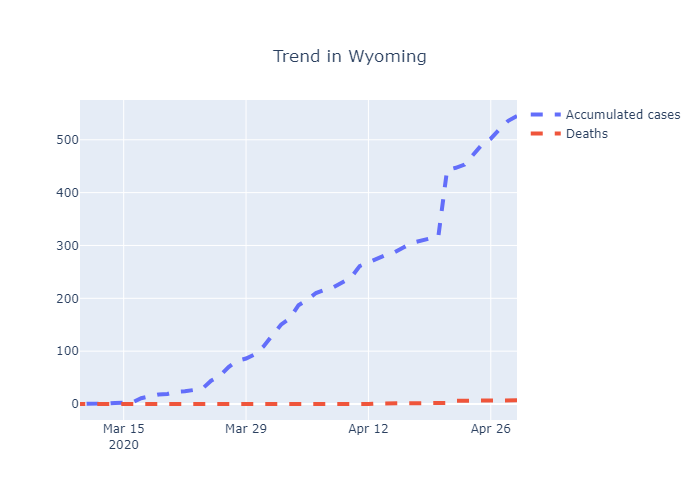 Trend in Wyoming
Accumulated cases
Deaths
500
400
300
200
100
0
Mar 15
2020
Mar 29
Apr 12
Apr 26